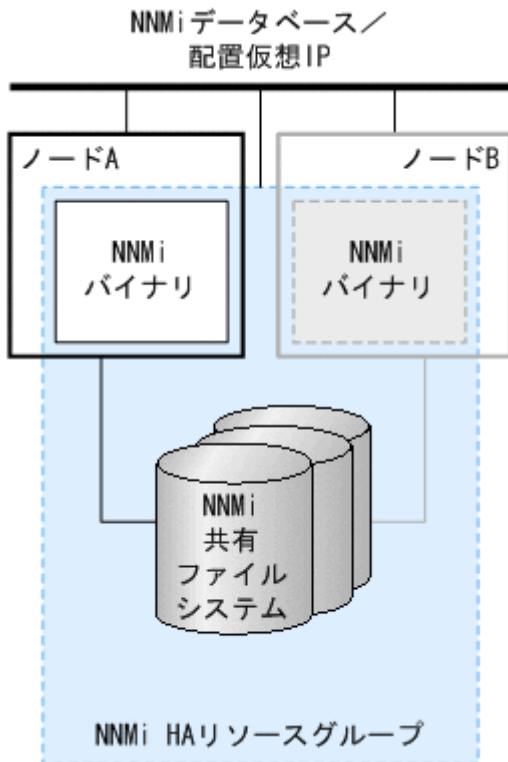 NNMiデータベース／
配置仮想IP
ノードA
ノードB
NNMi
バイナリ
NNMi
バイナリ
NNMi
共有
ファイル
システム
NNMi HAリソースグループ